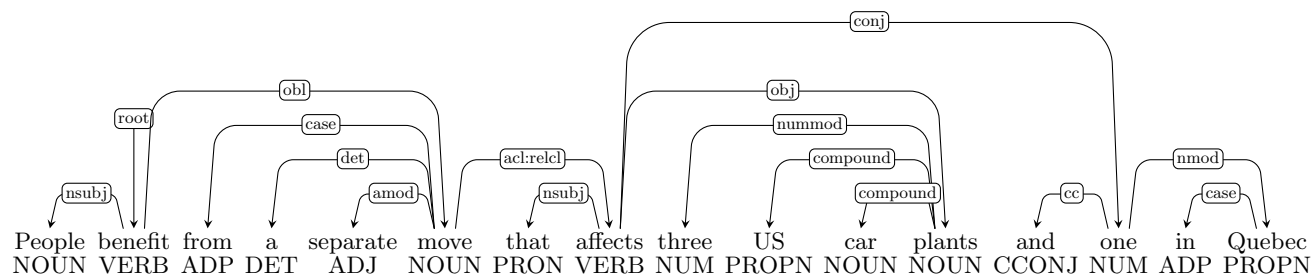 conj
obl obj
root
case nummod
det acl:relcl compound nmod
nsubj amod nsubj compound cc case
People benefit from a separate move that affects three US car plants and one in Quebec
NOUN VERB ADP DET ADJ NOUN PRON VERB NUM PROPN NOUN NOUN CCONJ NUM ADP PROPN